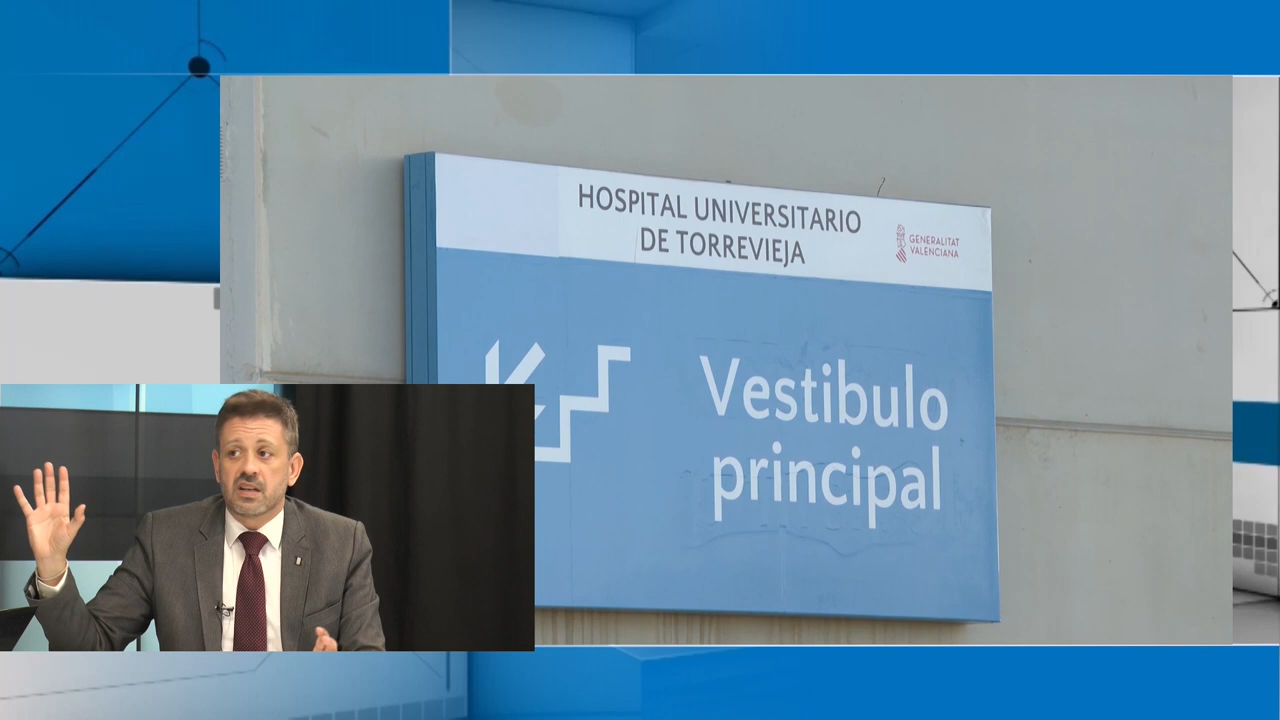 HOSPITAL UNIVERSITARIO
DE TORREVIEJA
GENERALITAT
VALENCIANA
Vestibulo
principal